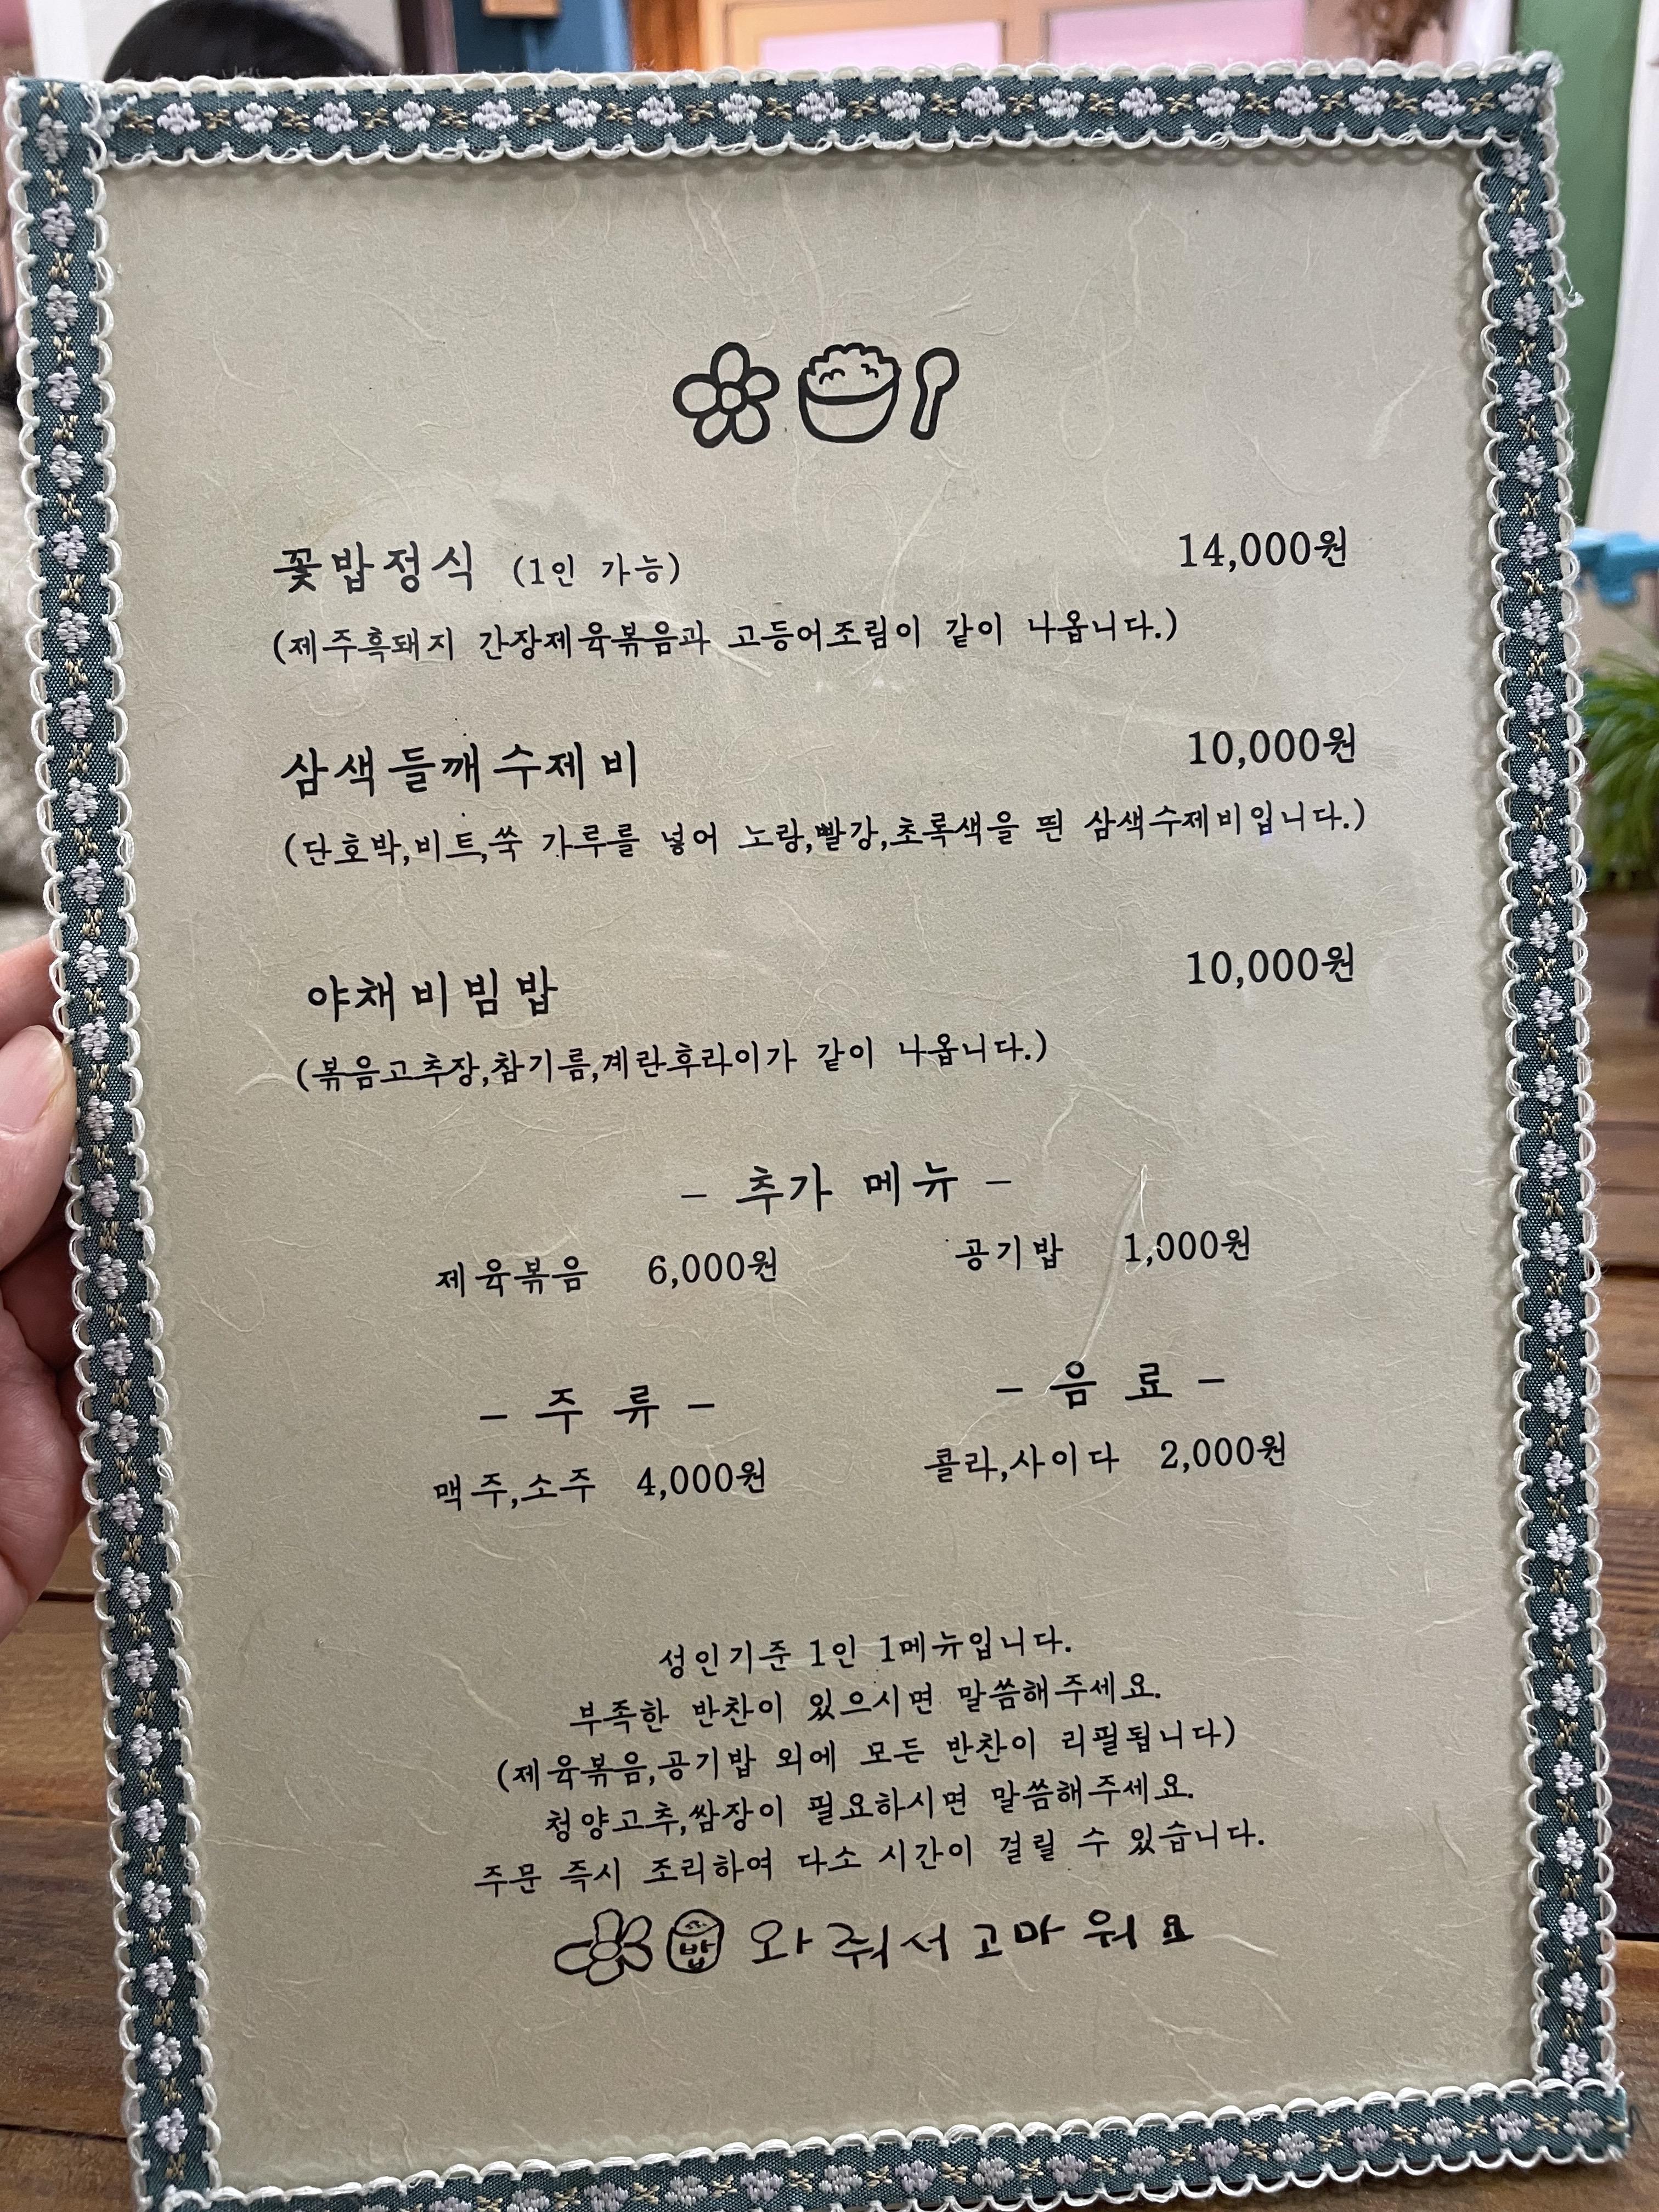 꽃밥정식 (1인 가능) 14,000원
(제주흑돼지 간장제육볶음과 고등어조림이 같이 나옵니다.)
삼색들깨수제비 10,000원
(단호박,비트,쑥 가루를 넣어 노랑,빨강,초록색을 띈 삼색수제비입니다.)
야채비빔밥 10,000원
(볶음고추장,참기름,계란후라이가 같이 나옵니다.)
- 추가 메뉴 -
제육볶음 6,000원 공기밥 1,000원
- 주 류 - - 음 료 -
맥주,소주 4,000원 콜라,사이다 2,000원
성인기준 1인 1메뉴입니다.
부족한 반찬이 있으시면 말씀해주세요.
(제육볶음,공기밥 외에 모든 반찬이 리필됩니다)
청양고추,쌈장이 필요하시면 말씀해주세요.
주문 즉시 조리하여 다소 시간이 걸릴 수 있습니다.
밥 와줘서 고마워요